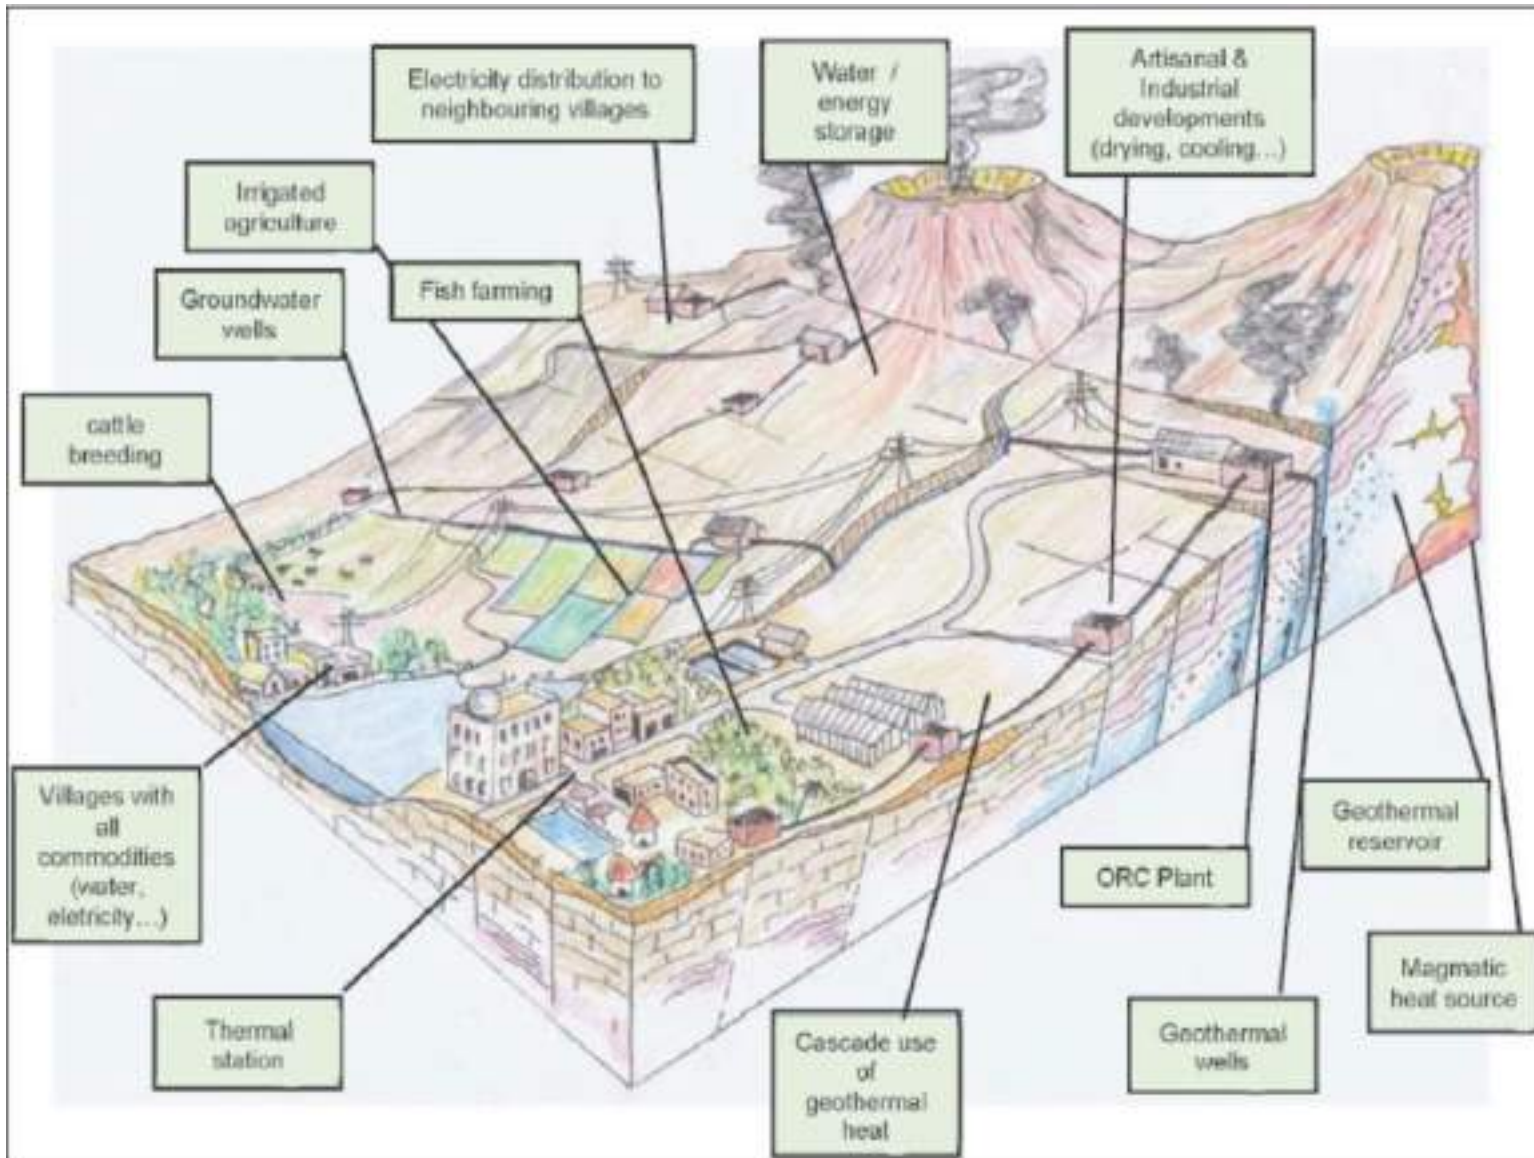 Electricity distribution to
neighbouring villages
Water /
energy
storage
Artisanal &
Industrial
developments
(drying, cooling…)
Irrigated
agriculture
Groundwater
wells
Fish farming
cattle
breeding
Villages with
all
commodities
(water,
eletricity…)
Thermal
station
Cascade use
of
geothermal
heat
ORC Plant
Geothermal
wells
Geothermal
reservoir
Magmatic
heat source